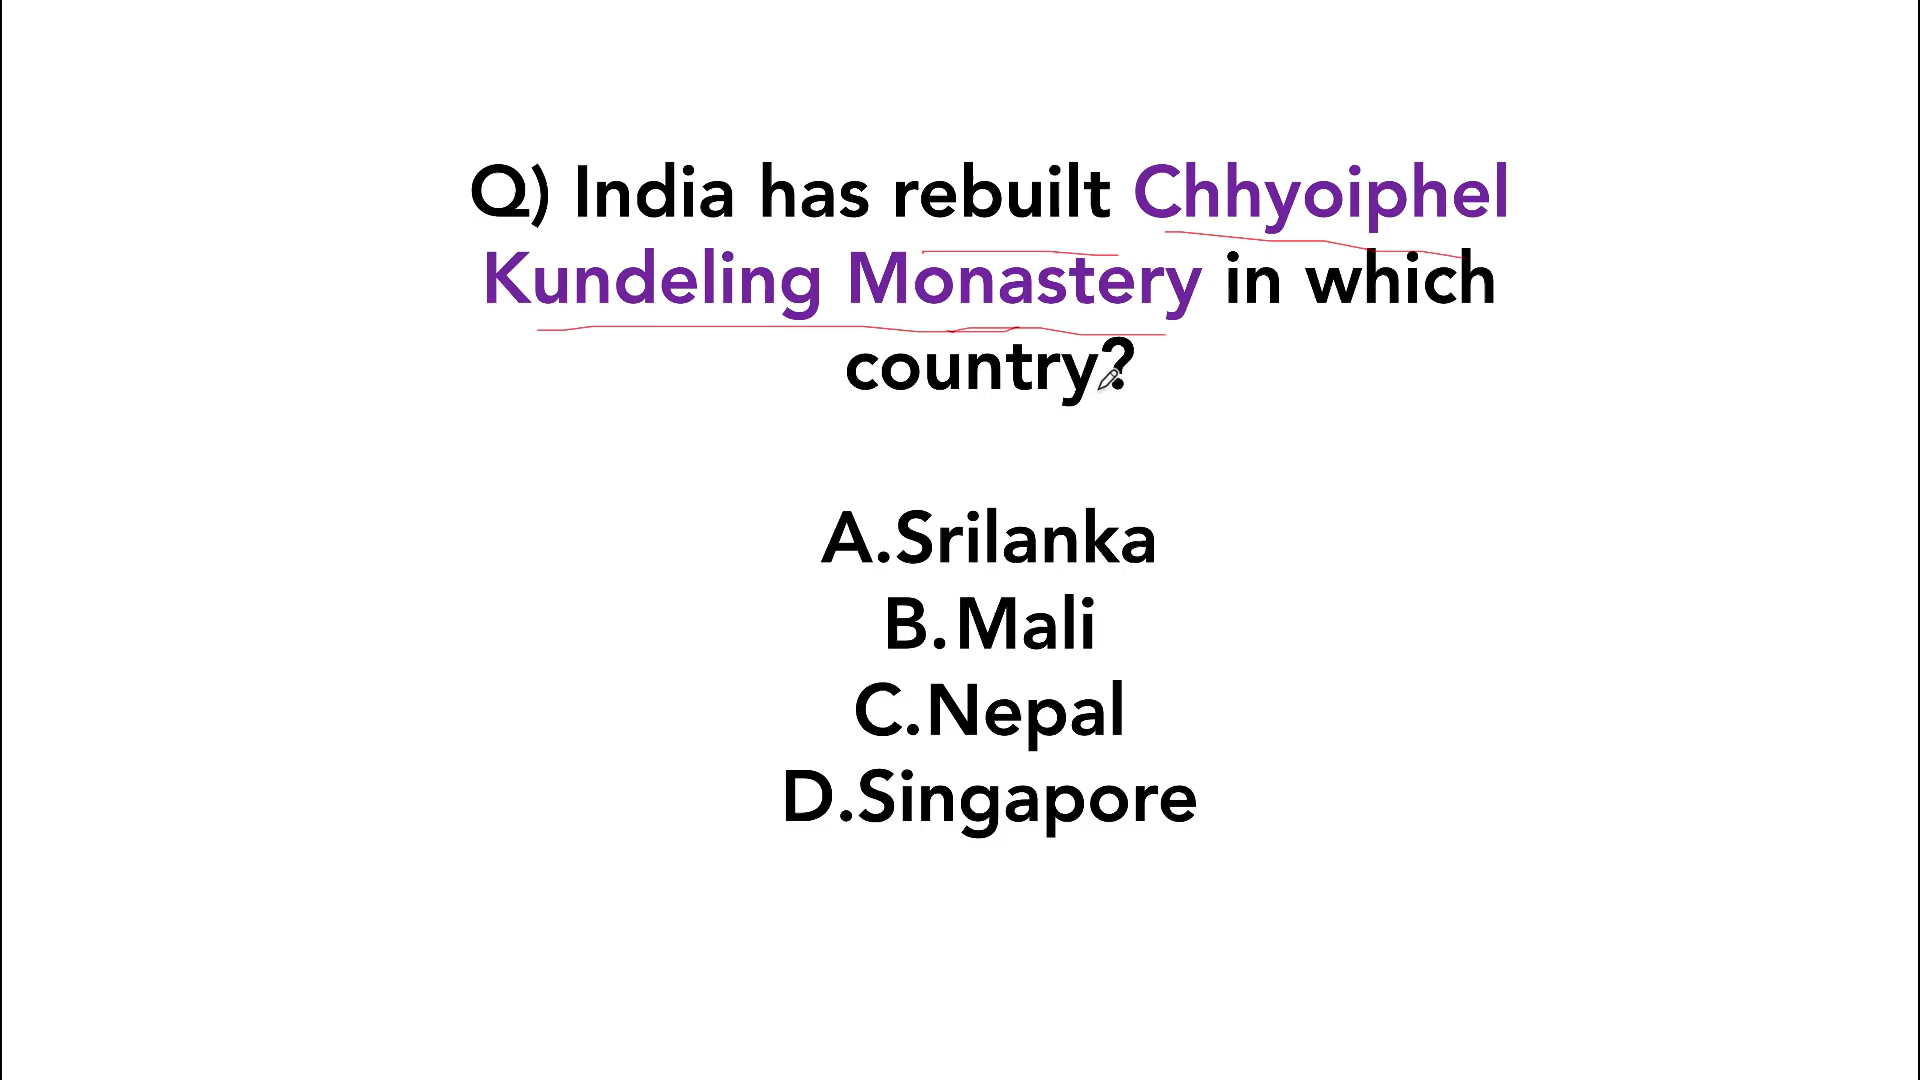 Q) India has rebuilt Chhyoiphel
Kundeling Monastery in which
country?
A.Srilanka
B.Mali
C.Nepal
D.Singapore